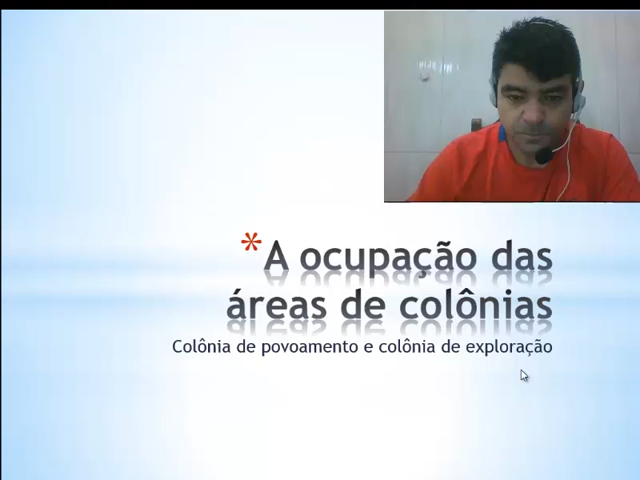 * A ocupação das
áreas de colônias
Colônia de povoamento e colônia de exploração